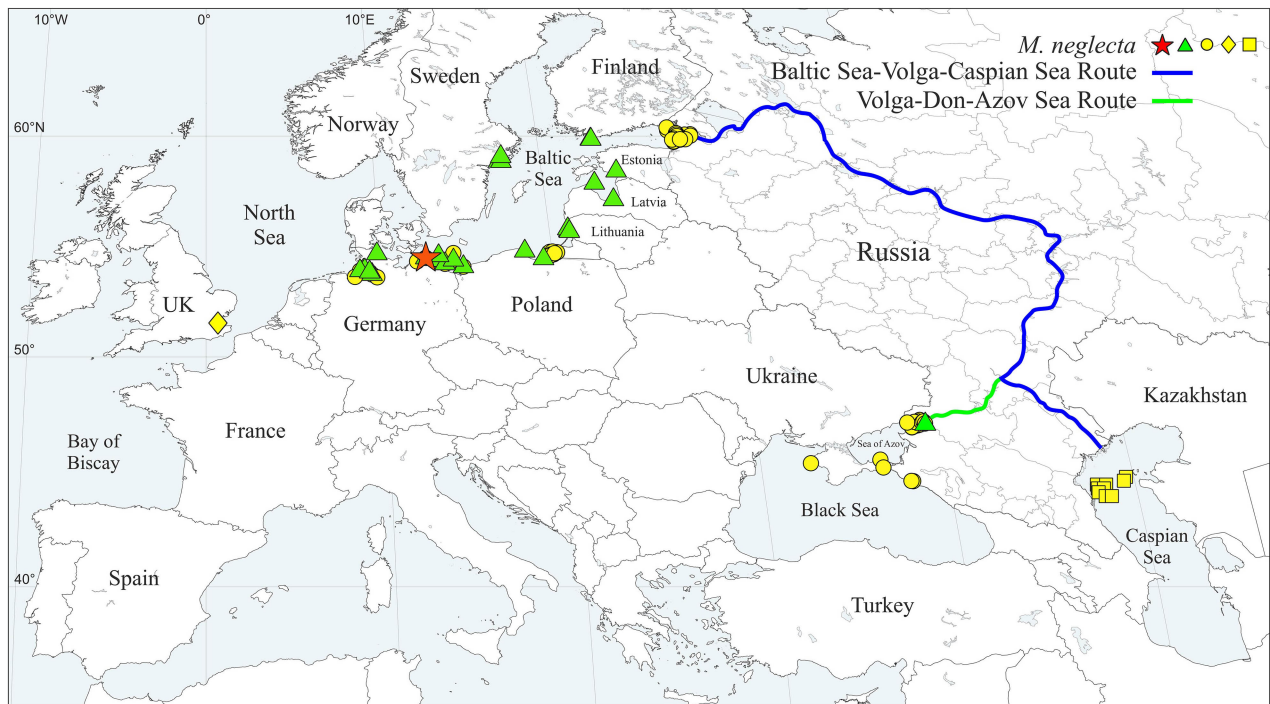 10°W
0°
10°E
60°N
50°
40°
M. neglecta
Baltic Sea-Volga-Caspian Sea Route
Volga-Don-Azov Sea Route
Sweden
Finland
Norway
Baltic
Sea
Estonia
Latvia
Lithuania
North
Sea
Russia
UK
Poland
Germany
Ukraine
Kazakhstan
France
Bay of
Biscay
Sea of Azov
Black Sea
Caspian
Sea
Spain
Turkey